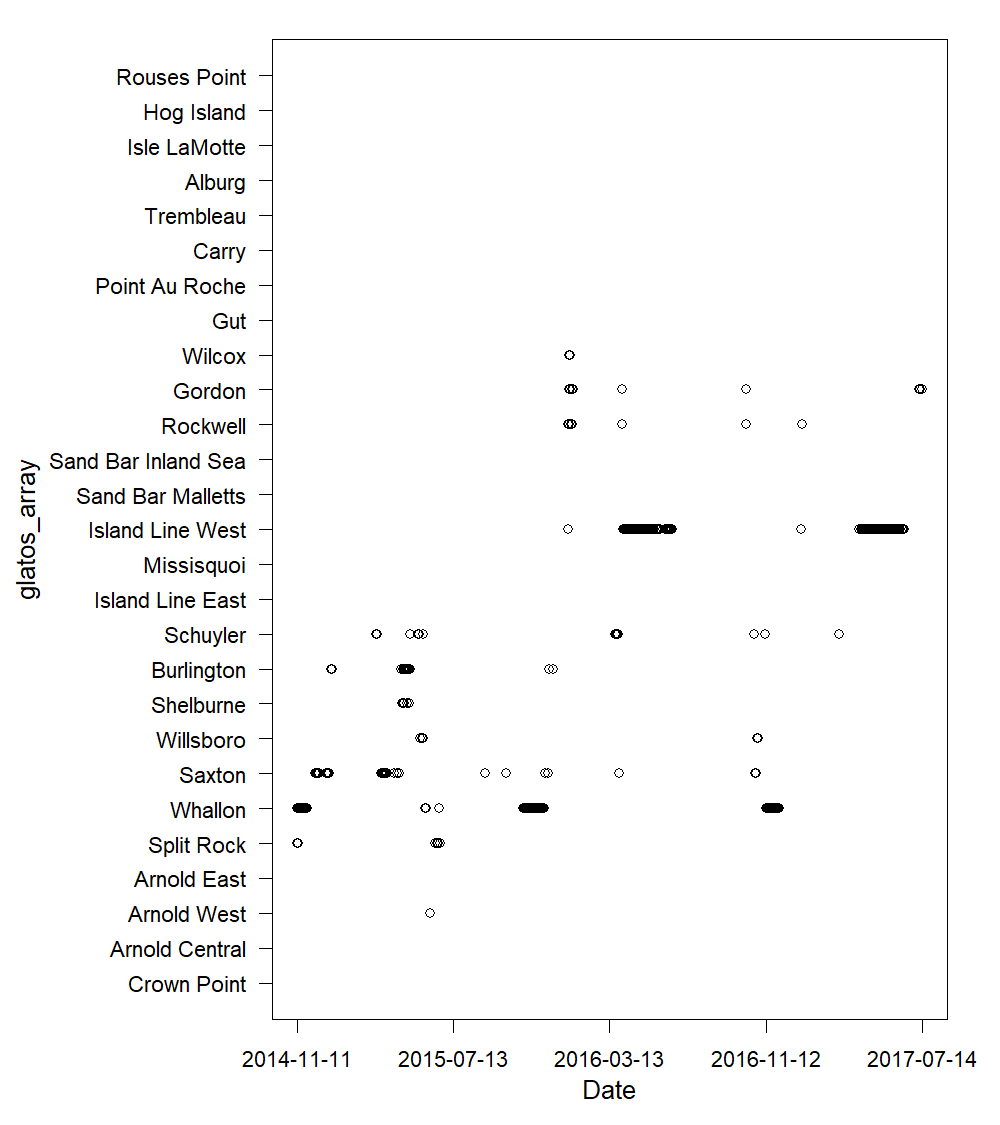 Rouses Point
Hog Island
Isle LaMotte
Alburg
Trembleau
Carry
Point Au Roche
Gut
Wilcox
Gordon
Rockwell
Sand Bar Inland Sea
Sand Bar Malletts
Island Line West
Missisquoi
Island Line East
Schuyler
Burlington
Shelburne
Willsboro
Saxton
Whallon
Split Rock
Arnold East
Arnold West
Arnold Central
Crown Point
glatos_array
2014-11-11 2015-07-13 2016-03-13 2016-11-12 2017-07-14
Date